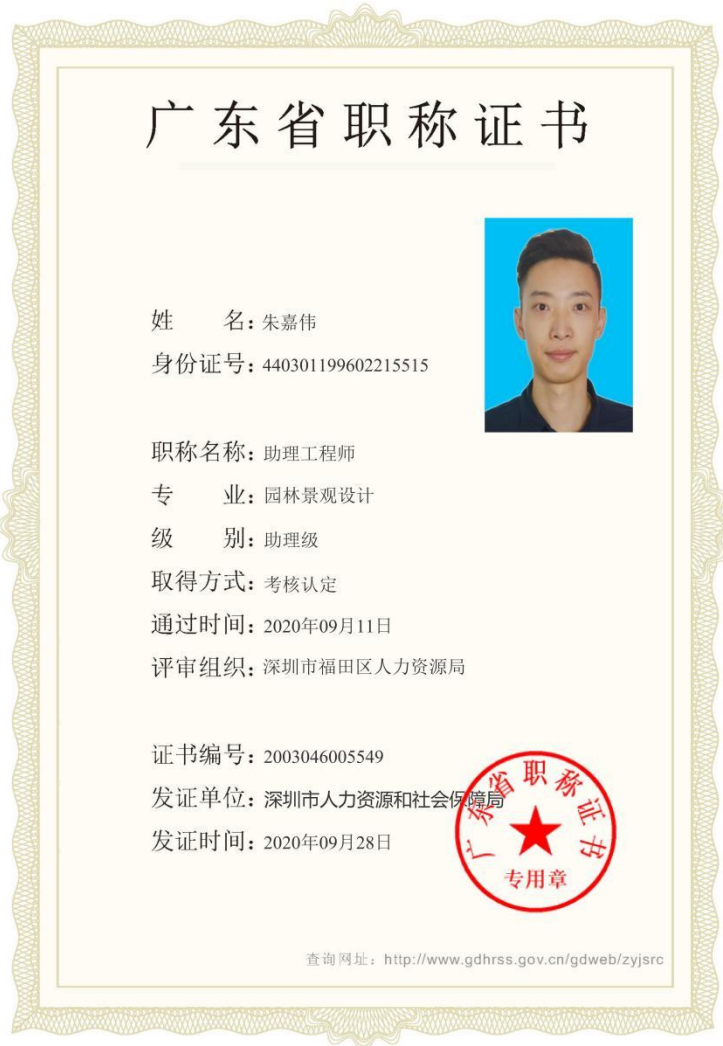 广东省职称证书
姓 名：朱嘉伟
身份证号：440301199602215515
职称名称：助理工程师
专 业：园林景观设计
级 别：助理级
取得方式：考核认定
通过时间：2020年09月11日
评审组织：深圳市福田区人力资源局
证书编号：2003046005549
发证单位：深圳市人力资源和社会保障局
发证时间：2020年09月28日
广东省职称证书
专用章
查询网址：http://www.gdhrss.gov.cn/gdweb/zyjsrc